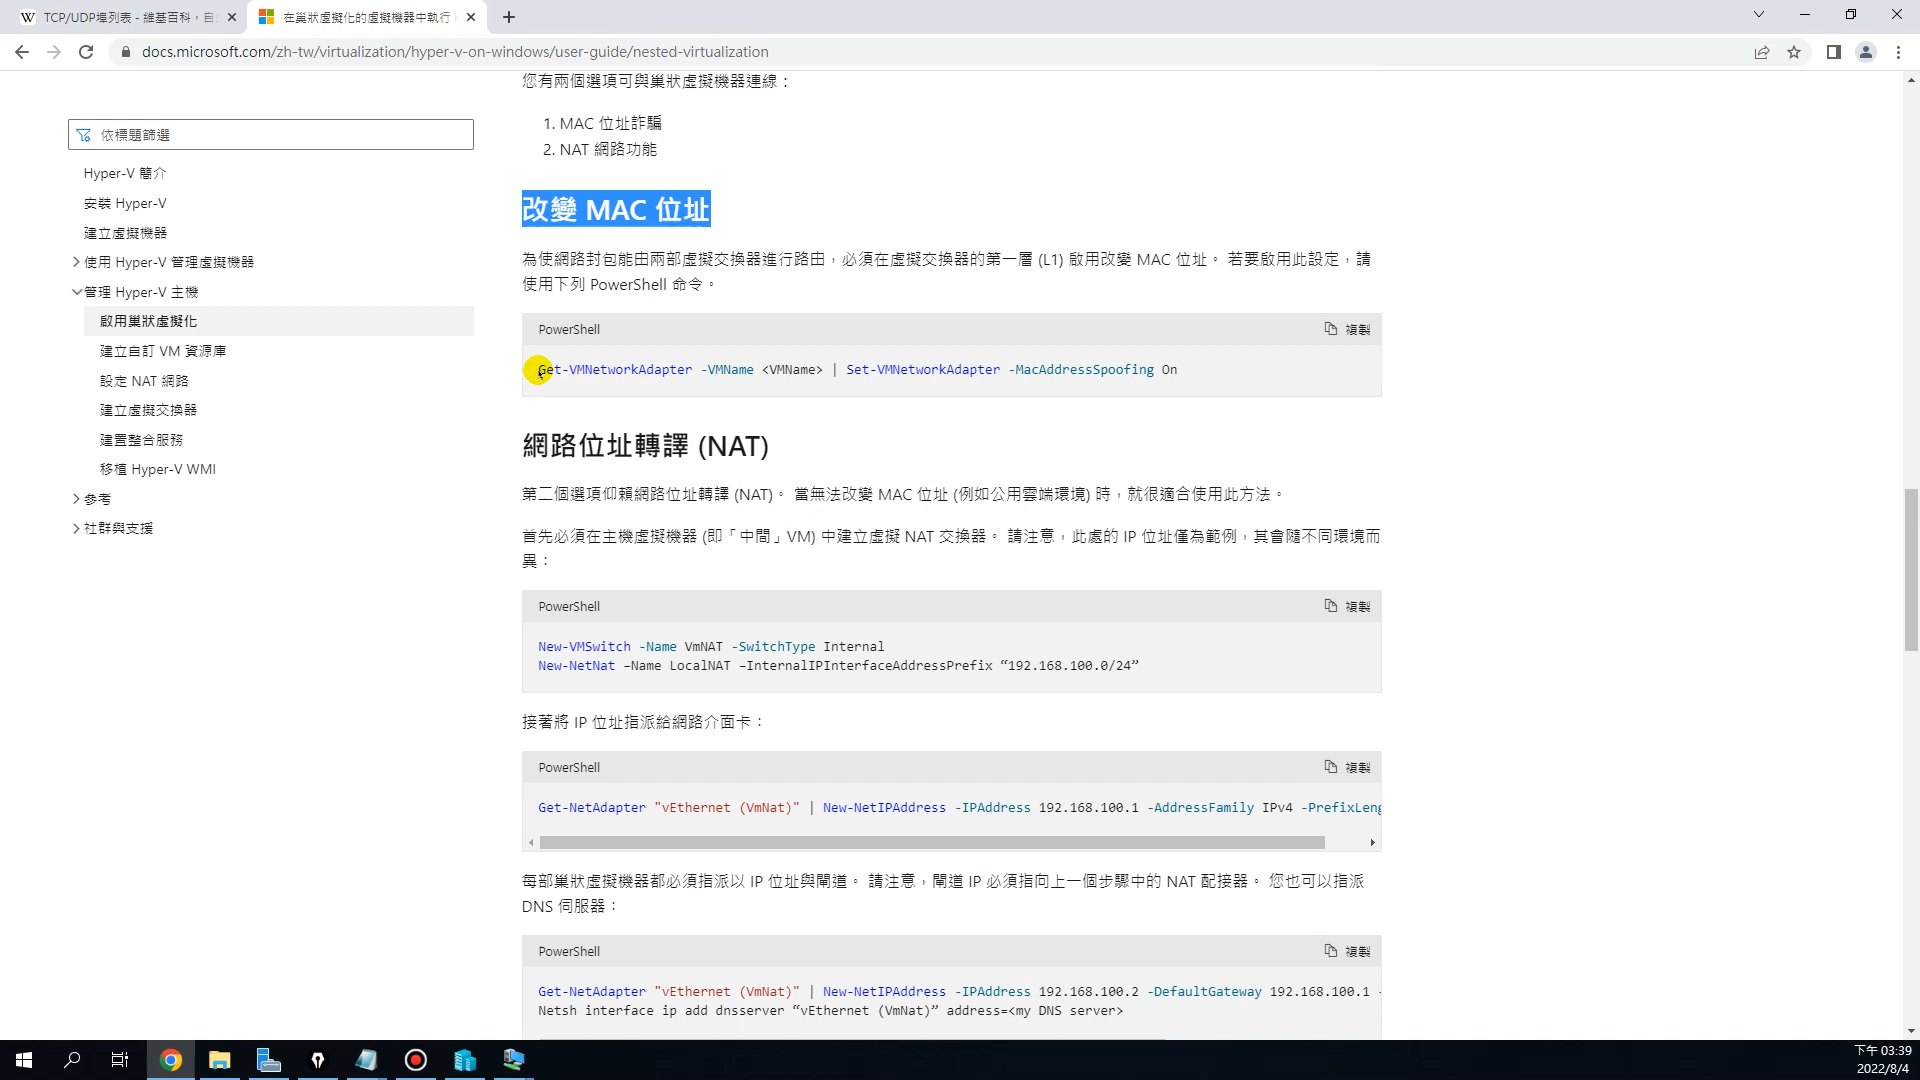 TCP/UDP埠列表 - 維基百科，自
在巢狀虛擬化的虛擬機器中執行
docs.microsoft.com/zh-tw/virtualization/hyper-v-on-windows/user-guide/nested-virtualization
依標題篩選
Hyper-V 簡介
安裝 Hyper-V
建立虛擬機器
使用 Hyper-V 管理虛擬機器
管理 Hyper-V 主機
啟用巢狀虛擬化
建立自訂 VM 資源庫
設定 NAT 網路
建立虛擬交換器
建置整合服務
移植 Hyper-V WMI
參考
社群與支援
您有兩個選項可與巢狀虛擬機器連線：
1. MAC 位址詐騙
2. NAT 網路功能
改變 MAC 位址
為使網路封包能由兩部虛擬交換器進行路由，必須在虛擬交換器的第一層 (L1) 啟用改變 MAC 位址。 若要啟用此設定，請
使用下列 PowerShell 命令。
PowerShell 複製
Get-VMNetworkAdapter -VMName <VMName> | Set-VMNetworkAdapter -MacAddressSpoofing On
網路位址轉譯 (NAT)
第二個選項仰賴網路位址轉譯 (NAT)。 當無法改變 MAC 位址 (例如公用雲端環境) 時，就很適合使用此方法。
首先必須在主機虛擬機器 (即「中間」VM) 中建立虛擬 NAT 交換器。 請注意，此處的 IP 位址僅為範例，其會隨不同環境而
異：
PowerShell 複製
New-VMSwitch -Name VmNAT -SwitchType Internal
New-NetNat –Name LocalNAT –InternalIPInterfaceAddressPrefix “192.168.100.0/24”
接著將 IP 位址指派給網路介面卡：
PowerShell 複製
Get-NetAdapter "vEthernet (VmNat)" | New-NetIPAddress -IPAddress 192.168.100.1 -AddressFamily IPv4 -PrefixLeng
每部巢狀虛擬機器都必須指派以 IP 位址與閘道。 請注意，閘道 IP 必須指向上一個步驟中的 NAT 配接器。 您也可以指派
DNS 伺服器：
PowerShell 複製
Get-NetAdapter "vEthernet (VmNat)" | New-NetIPAddress -IPAddress 192.168.100.2 -DefaultGateway 192.168.100.1 -
Netsh interface ip add dnsserver “vEthernet (VmNat)” address=<my DNS server>
下午 03:39
2022/8/4